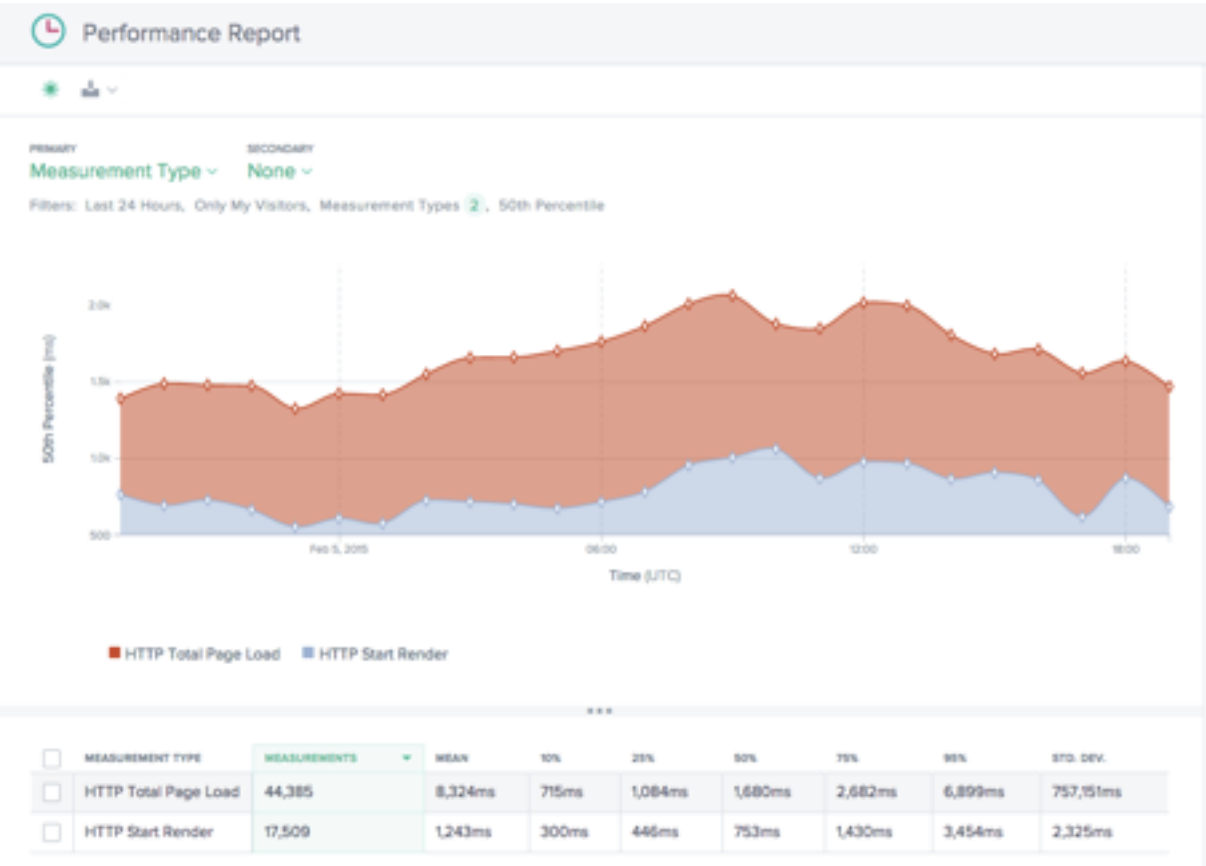 Performance Report
PRIMARY SECONDARY
Measurement Type None
Filters: Last 24 Hours, Only My Visitors, Measurement Types 2, 50th Percentile
2.0k
1.5k
1.0k
500
50th Percentile (ms)
Feb 5, 2015 06:00 12:00 18:00
Time (UTC)
HTTP Total Page Load HTTP Start Render
MEASUREMENT TYPE MEASUREMENTS MEAN 10% 25% 50% 75% 95% STD. DEV.
HTTP Total Page Load 44,385 8,324ms 715ms 1,084ms 1,680ms 2,682ms 6,899ms 757,151ms
HTTP Start Render 17,509 1,243ms 300ms 446ms 753ms 1,430ms 3,454ms 2,325ms